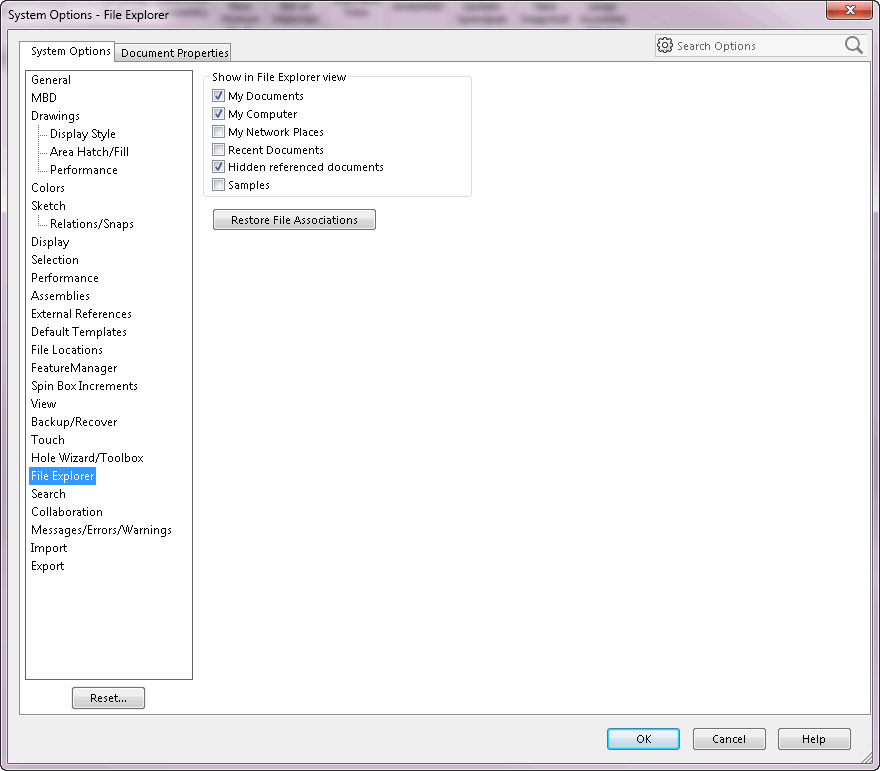 System Options - File Explorer
System Options
Document Properties
Search Options
General
MBD
Drawings
Display Style
Area Hatch/Fill
Performance
Colors
Sketch
Relations/Snaps
Display
Selection
Performance
Assemblies
External References
Default Templates
File Locations
FeatureManager
Spin Box Increments
View
Backup/Recover
Touch
Hole Wizard/Toolbox
File Explorer
Search
Collaboration
Messages/Errors/Warnings
Import
Export
Reset...
Show in File Explorer view
My Documents
My Computer
My Network Places
Recent Documents
Hidden referenced documents
Samples
Restore File Associations
OK
Cancel
Help